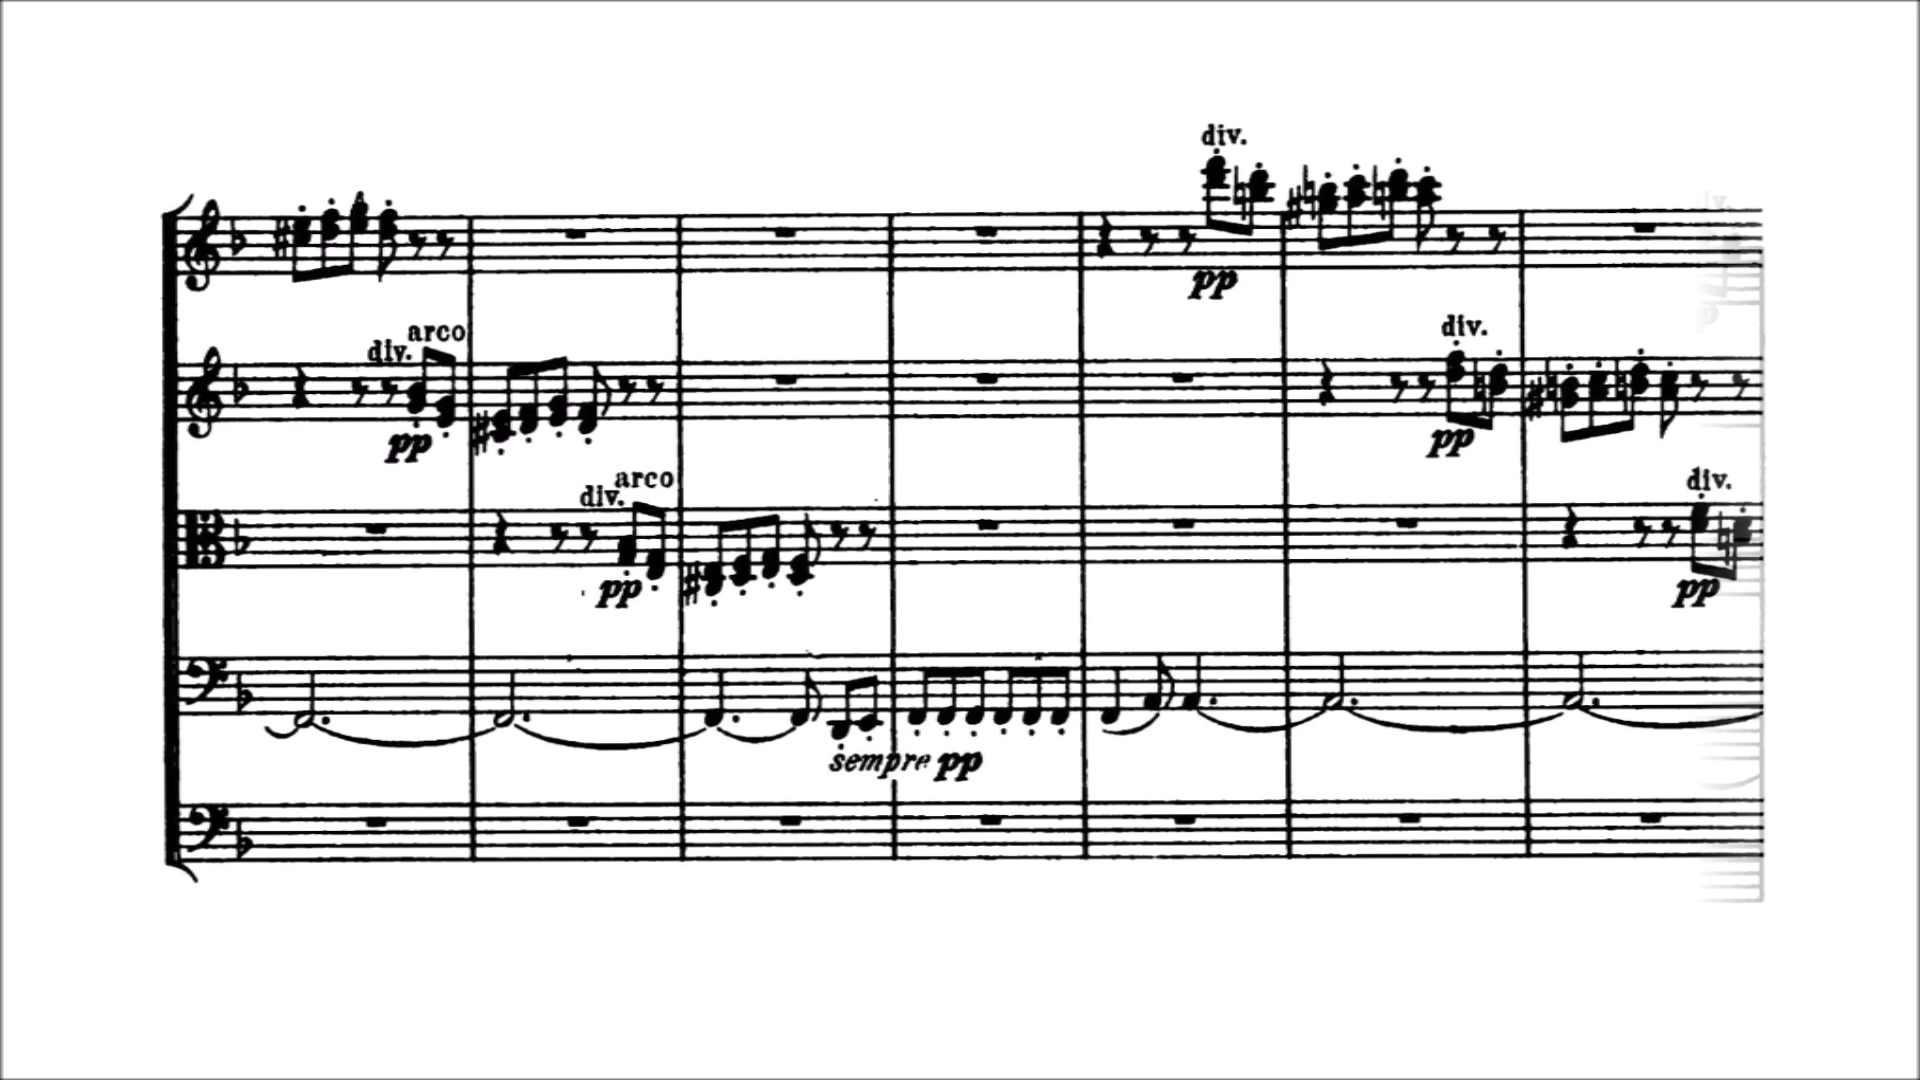 div.
pp
arco
div.
pp
div.
pp
arco
div.
pp
div.
pp
sempre pp